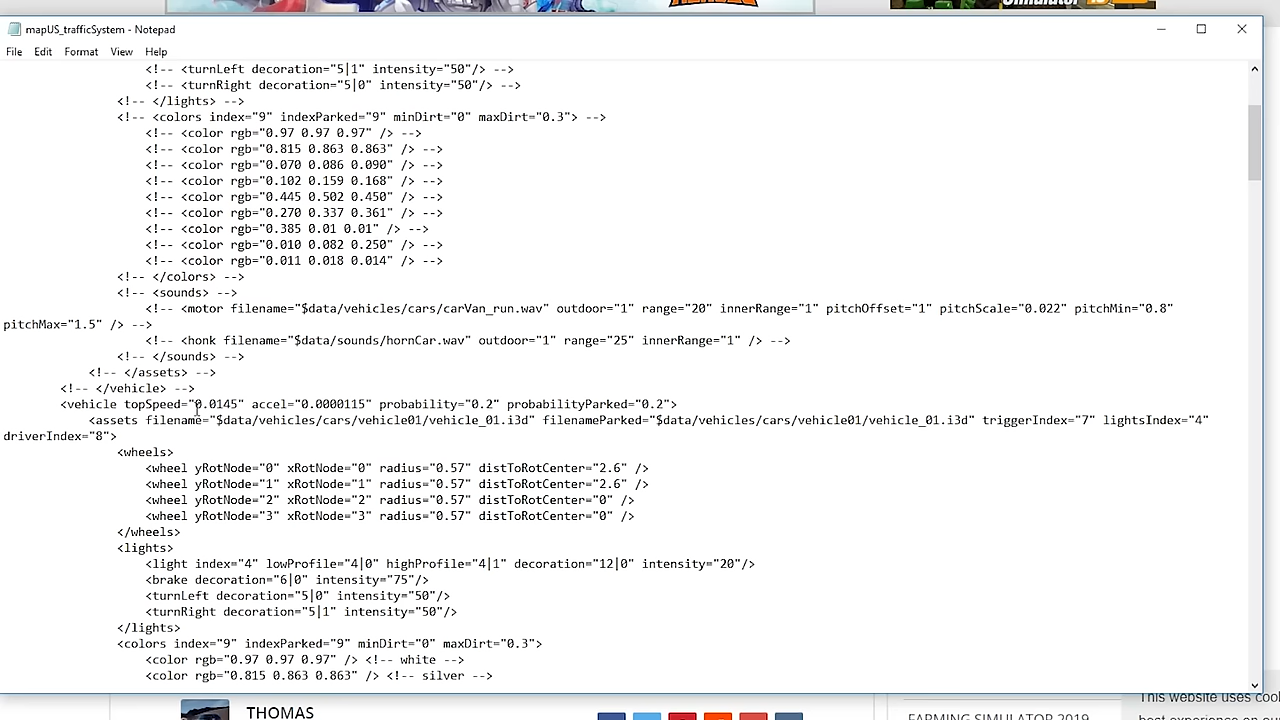 Simulator
mapUS_trafficSystem - Notepad
File Edit Format View Help
<!-- <turnLeft decoration="5|1" intensity="50"/> -->
<!-- <turnRight decoration="5|0" intensity="50"/> -->
<!-- </lights> -->
<!-- <colors index="9" indexParked="9" minDirt="0" maxDirt="0.3"> -->
<!-- <color rgb="0.97 0.97 0.97" /> -->
<!-- <color rgb="0.815 0.863 0.863" /> -->
<!-- <color rgb="0.070 0.086 0.090" /> -->
<!-- <color rgb="0.102 0.159 0.168" /> -->
<!-- <color rgb="0.445 0.502 0.450" /> -->
<!-- <color rgb="0.270 0.337 0.361" /> -->
<!-- <color rgb="0.385 0.01 0.01" /> -->
<!-- <color rgb="0.010 0.082 0.250" /> -->
<!-- <color rgb="0.011 0.018 0.014" /> -->
<!-- </colors> -->
<!-- <sounds> -->
<!-- <motor filename="$data/vehicles/cars/carVan_run.wav" outdoor="1" range="20" innerRange="1" pitchOffset="1" pitchScale="0.022" pitchMin="0.8"
pitchMax="1.5" /> -->
<!-- <honk filename="$data/sounds/hornCar.wav" outdoor="1" range="25" innerRange="1" /> -->
<!-- </sounds> -->
<!-- </assets> -->
<!-- </vehicle> -->
<vehicle topSpeed="0.0145" accel="0.0000115" probability="0.2" probabilityParked="0.2">
<assets filename="$data/vehicles/cars/vehicle01/vehicle_01.i3d" filenameParked="$data/vehicles/cars/vehicle01/vehicle_01.i3d" triggerIndex="7" lightsIndex="4"
driverIndex="8">
<wheels>
<wheel yRotNode="0" xRotNode="0" radius="0.57" distToRotCenter="2.6" />
<wheel yRotNode="1" xRotNode="1" radius="0.57" distToRotCenter="2.6" />
<wheel yRotNode="2" xRotNode="2" radius="0.57" distToRotCenter="0" />
<wheel yRotNode="3" xRotNode="3" radius="0.57" distToRotCenter="0" />
</wheels>
<lights>
<light index="4" lowProfile="4|0" highProfile="4|1" decoration="12|0" intensity="20"/>
<brake decoration="6|0" intensity="75"/>
<turnLeft decoration="5|0" intensity="50"/>
<turnRight decoration="5|1" intensity="50"/>
</lights>
<colors index="9" indexParked="9" minDirt="0" maxDirt="0.3">
<color rgb="0.97 0.97 0.97" /> <!-- white -->
<color rgb="0.815 0.863 0.863" /> <!-- silver -->
THOMAS
FARMING SIMULATOR 2019
This website uses coo
best experience on